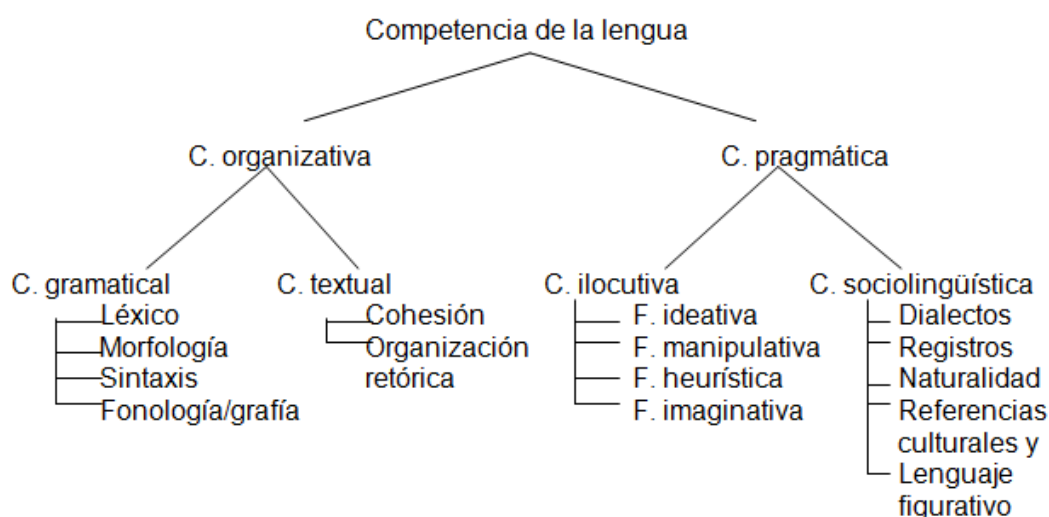 Competencia de la lengua
C. organizativa
C. pragmática
C. gramatical
Léxico
Morfología
Sintaxis
Fonología/grafía
C. textual
Cohesión
Organización
retórica
C. ilocutiva
F. ideativa
F. manipulativa
F. heurística
F. imaginativa
C. sociolingüística
Dialectos
Registros
Naturalidad
Referencias
culturales y
Lenguaje
figurativo